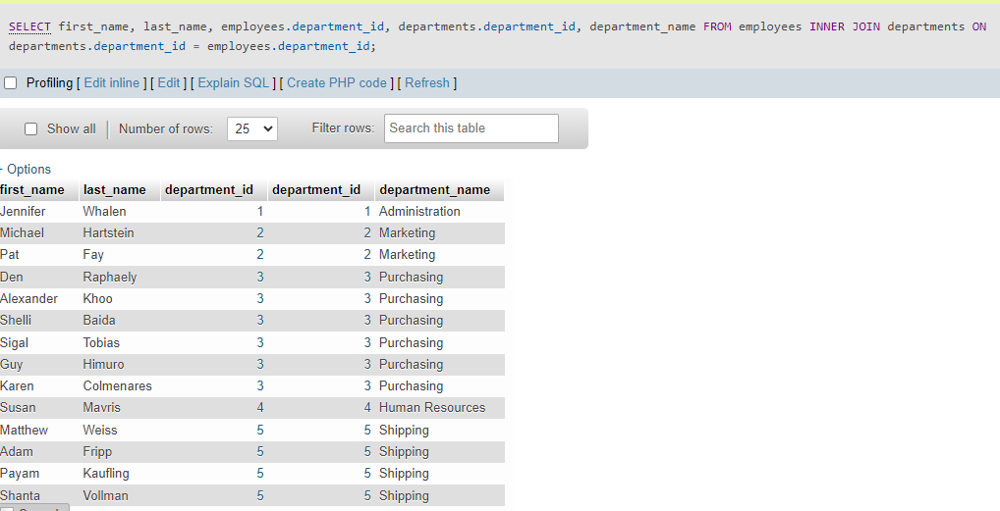 SELECT first_name, last_name, employees.department_id, departments.department_id, department_name FROM employees INNER JOIN departments ON
departments.department_id = employees.department_id;
Profiling [ Edit inline ] [ Edit ] [ Explain SQL ] [ Create PHP code ] [ Refresh ]
Show all | Number of rows: 25 Filter rows: Search this table
+ Options
first_name last_name department_id department_id department_name
Jennifer Whalen 1 1 Administration
Michael Hartstein 2 2 Marketing
Pat Fay 2 2 Marketing
Den Raphaely 3 3 Purchasing
Alexander Khoo 3 3 Purchasing
Shelli Baida 3 3 Purchasing
Sigal Tobias 3 3 Purchasing
Guy Himuro 3 3 Purchasing
Karen Colmenares 3 3 Purchasing
Susan Mavris 4 4 Human Resources
Matthew Weiss 5 5 Shipping
Adam Fripp 5 5 Shipping
Payam Kaufling 5 5 Shipping
Shanta Vollman 5 5 Shipping